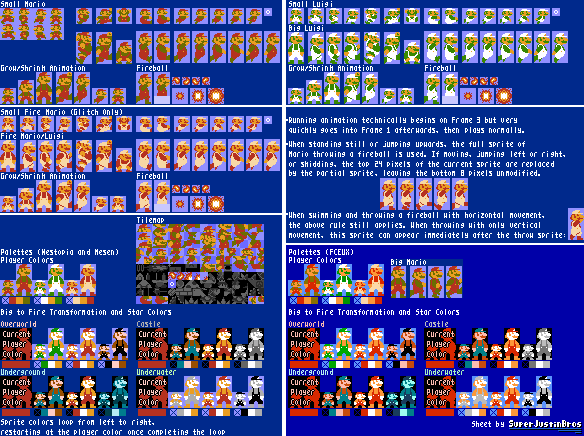 Small Mario
Grow/Shrink Animation
Fireball
Small Luigi
Big Luigi
Grow/Shrink Animation
Fireball
Small Fire Mario (Glitch Only)
Fire Mario/Luigi
Grow/Shrink Animation
Fireball
Running animation technically begins on Frame 3 but very
quickly goes into Frame 1 afterwards, then plays normally.
When standing still or jumping upwards, the full sprite of
Mario throwing a fireball is used. If moving, jumping left or right,
or skidding, the top 24 pixels of the current sprite are replaced
by the partial sprite, leaving the bottom 8 pixels unmodified.
When swimming and throwing a fireball with horizontal movement,
the above rule still applies. When throwing with only vertical
movement, this sprite can appear immediately after the throw sprite:
Tilemap
Palettes (Nestopia and Mesen)
Player Colors
Big to Fire Transformation and Star Colors
Overworld
Current
Player
Color
Castle
Current
Player
Color
Underground
Current
Player
Color
Underwater
Current
Player
Color
Sprite colors loop from left to right,
restarting at the player color once completing the loop
Palettes (FCEUX)
Player Colors
Big Mario
Big to Fire Transformation and Star Colors
Overworld
Current
Player
Color
Castle
Current
Player
Color
Underground
Current
Player
Color
Underwater
Current
Player
Color
Sheet by SuperJustinBros